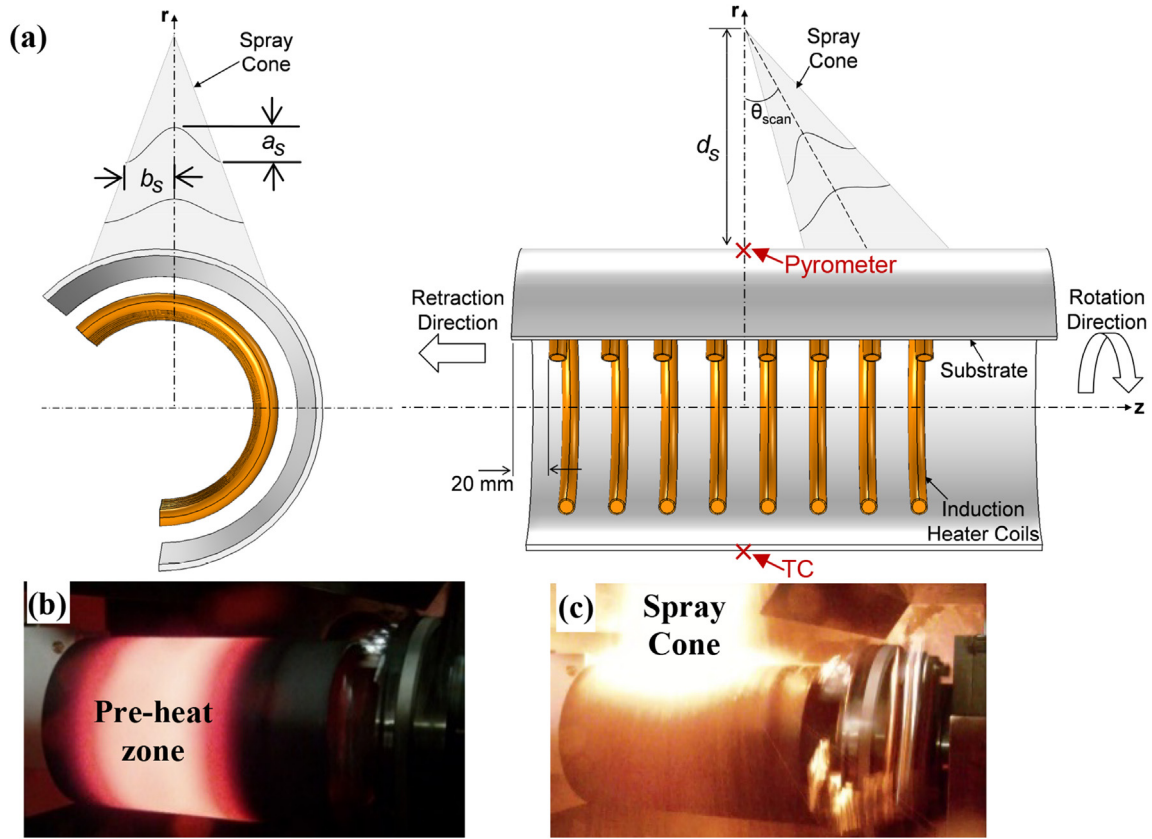 (a)
r
Spray
Cone
a_s
b_s
r
Spray
Cone
θ_scan
d_s
Pyrometer
Retraction
Direction
Rotation
Direction
Substrate
z
20 mm
Induction
Heater Coils
TC
(b)
Pre-heat
zone
(c)
Spray
Cone